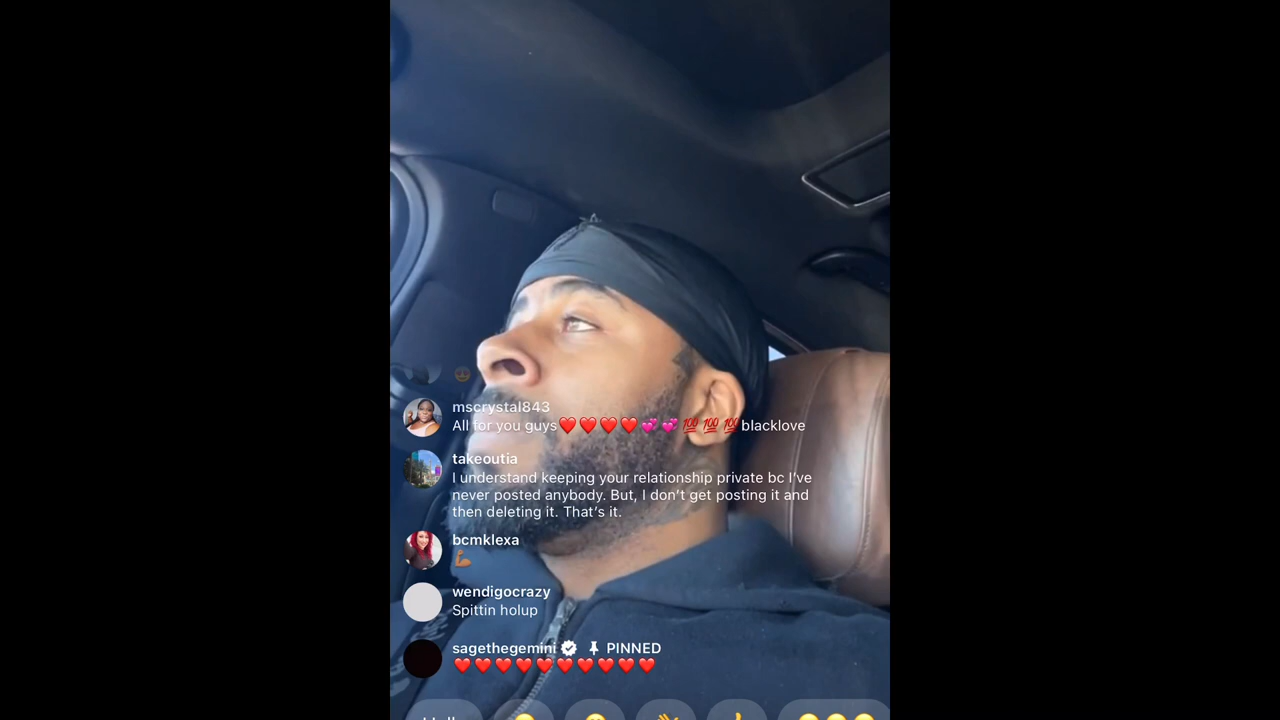 mscrystal843
All for you guys❤️❤️❤️❤️💞💞💯💯💯blacklove
takeoutia
I understand keeping your relationship private bc I’ve
never posted anybody. But, I don’t get posting it and
then deleting it. That’s it.
bcmklexa
💪🏾
wendigocrazy
Spittin holup
sagethegemini PINNED
❤️❤️❤️❤️❤️❤️❤️❤️❤️❤️